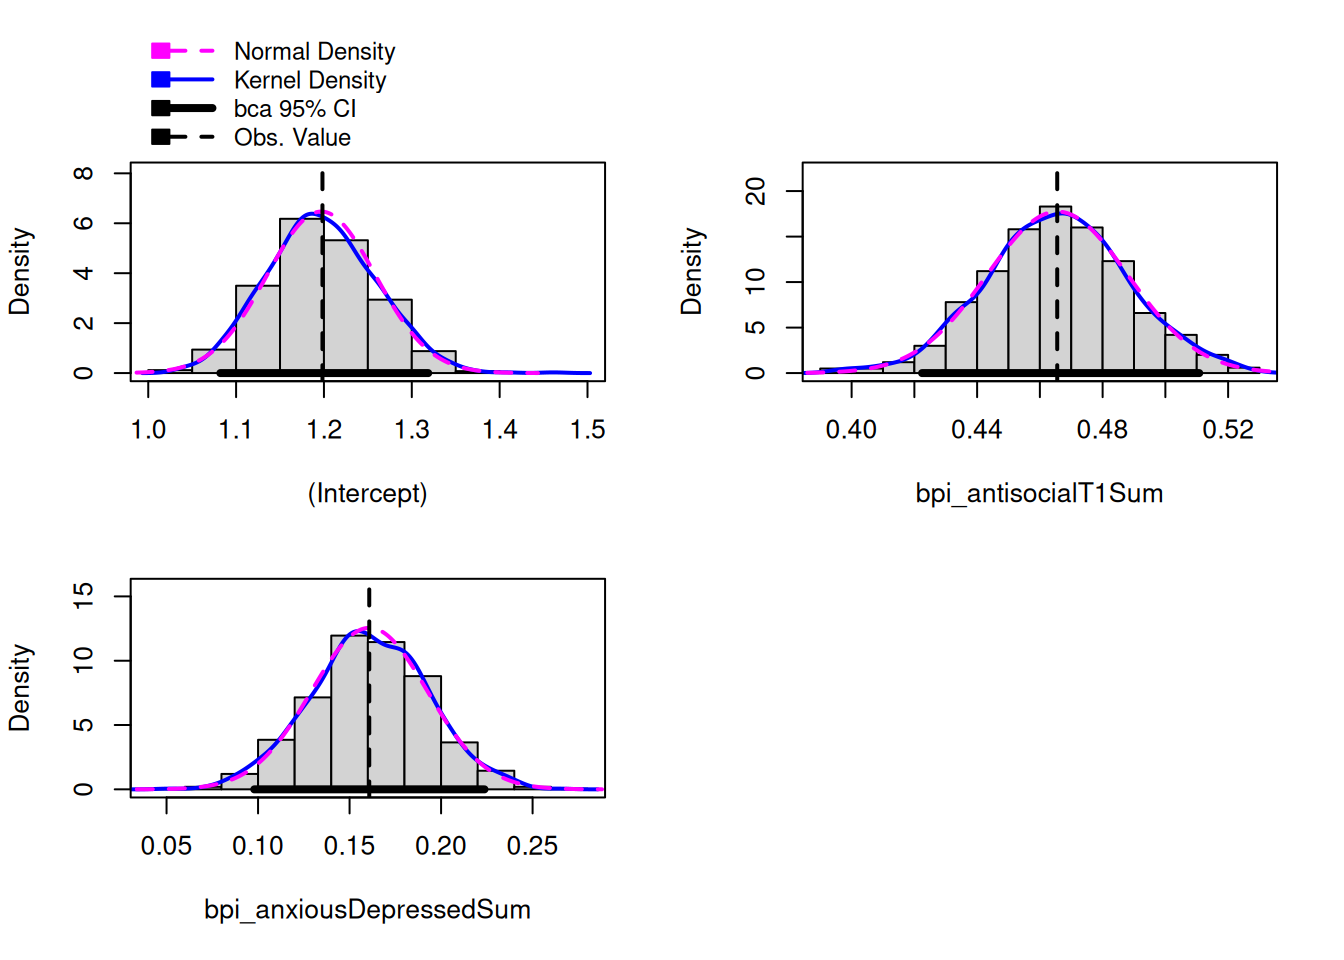 Normal Density
Kernel Density
bca 95% CI
Obs. Value
Density
0 2 4 6 8
1.0 1.1 1.2 1.3 1.4 1.5
(Intercept)
Density
0 5 10 20
0.40 0.44 0.48 0.52
bpi_antisocialT1Sum
Density
0 5 10 15
0.05 0.10 0.15 0.20 0.25
bpi_anxiousDepressedSum